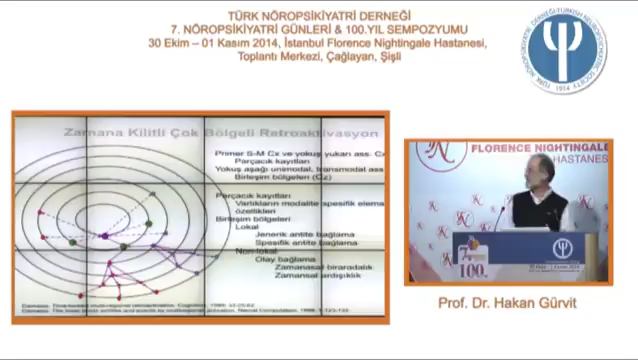 TÜRK NÖROPSİKİYATRİ DERNEĞİ
7. NÖROPSİKİYATRİ GÜNLERİ & 100.YIL SEMPOZYUMU
30 Ekim – 01 Kasım 2014, İstanbul Florence Nightingale Hastanesi,
Toplantı Merkezi, Çağlayan, Şişli
Zamana Kilitli Çok Bölgeli Retroaktivasyon
Primer S-M Cx ve yokuş yukarı ass. Cx
Parçacık kayıtları
Yokuş aşağı unimodal, transmodal ass
Birleşim bölgeleri (Cz)
Parçacık kayıtları
Varlıkların modalite spesifik elema
özellikleri
Birleşim bölgeleri
Lokal
Jenerik antite bağlama
Spesifik antite bağlama
Non-lokal
Olay bağlama
Zamansal biraradalık
Zamansal ardışıklık
FLORENCE NIGHTINGALE
HASTANESİ
100
Prof. Dr. Hakan Gürvit